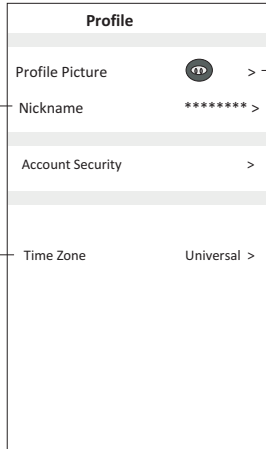 Profile
Profile Picture >
Nickname ******** >
Account Security >
Time Zone Universal >